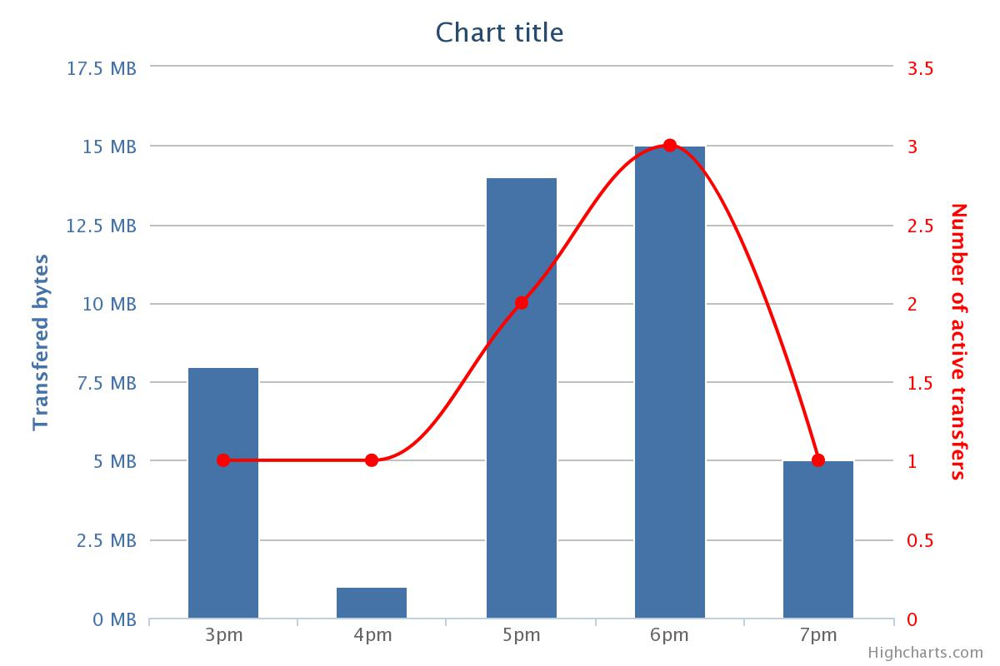 Chart title
17.5 MB
15 MB
12.5 MB
10 MB
7.5 MB
5 MB
2.5 MB
0 MB
Transfered bytes
3.5
3
2.5
2
1.5
1
0.5
0
Number of active transfers
3pm
4pm
5pm
6pm
7pm
Highcharts.com